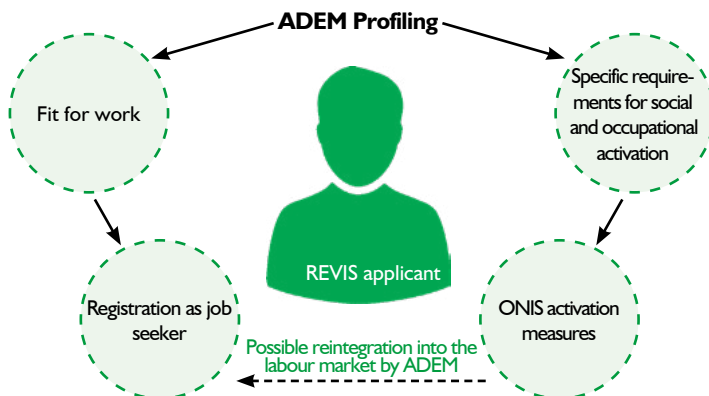 ADEM Profiling
Fit for work
Specific require-
ments for social
and occupational
activation
REVIS applicant
Registration as job
seeker
ONIS activation
measures
Possible reintegration into the
labour market by ADEM